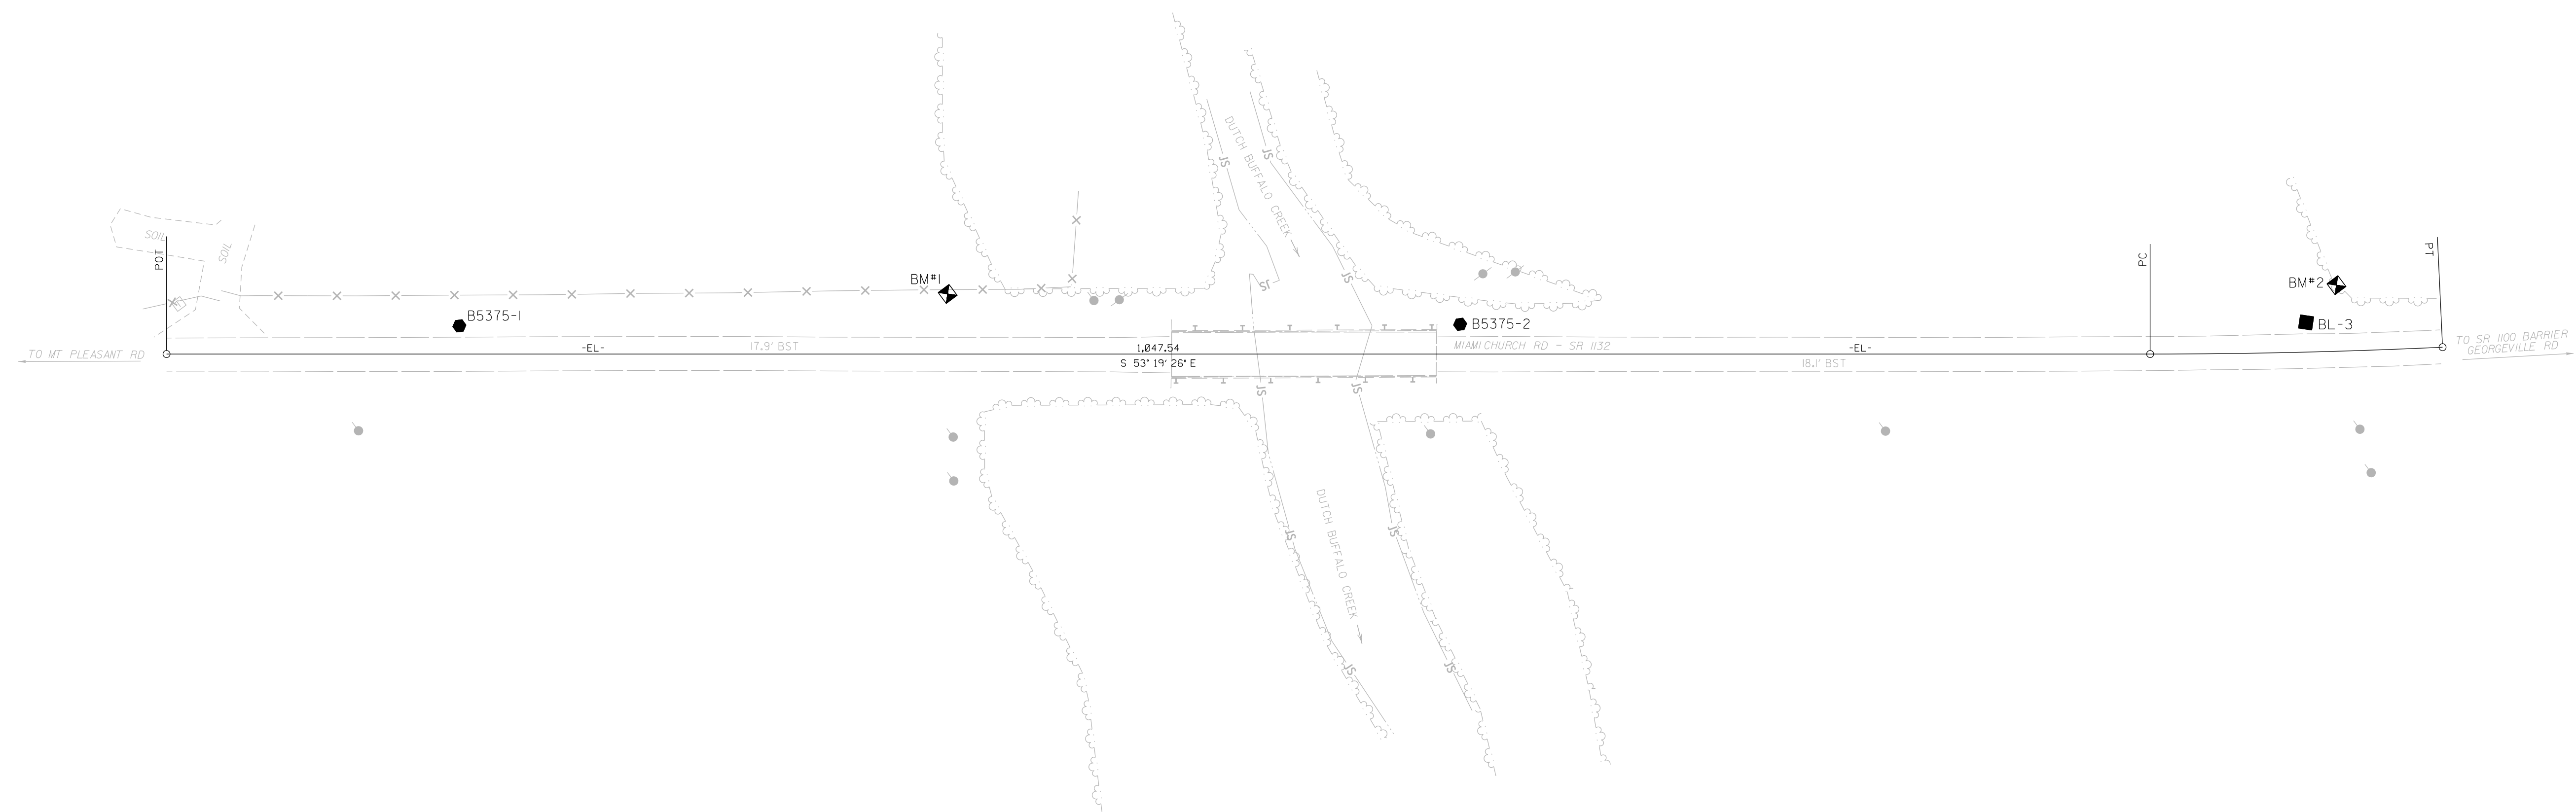 DUTCH BUFFALO CREEK
JS
JS
SOIL
SOIL
POT
PC
PT
BM#1
JS
JS
BM#2
B5375-1
B5375-2
BL-3
TO MT PLEASANT RD
-EL-
17.9' BST
1,047.54
MIAMI CHURCH RD - SR 1132
-EL-
TO SR 1100 BARRIER
GEORGEVILLE RD
S 53° 19' 26" E
18.1' BST
JS
JS
DUTCH BUFFALO CREEK
JS
JS
JS
JS